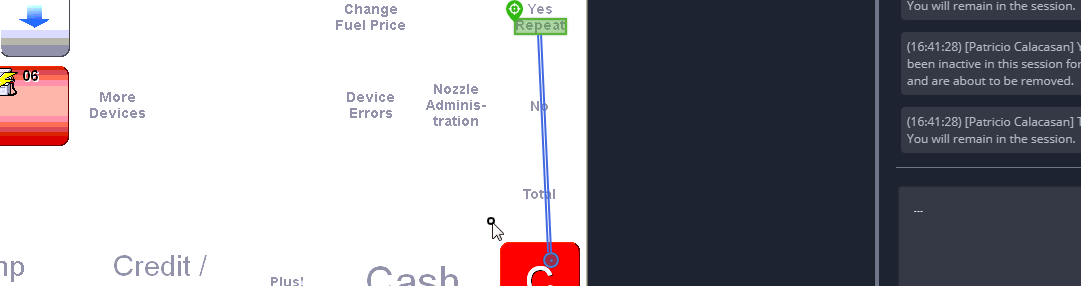 Change
Fuel Price
Yes
Repeat
06
More
Devices
Device
Errors
Nozzle
Adminis-
tration
No
Total
Credit /
Plus!
Cash
C
You will remain in the session.
(16:41:28) [Patricio Calacasan] Y
been inactive in this session for
and are about to be removed.
(16:41:28) [Patricio Calacasan] T
You will remain in the session.
...